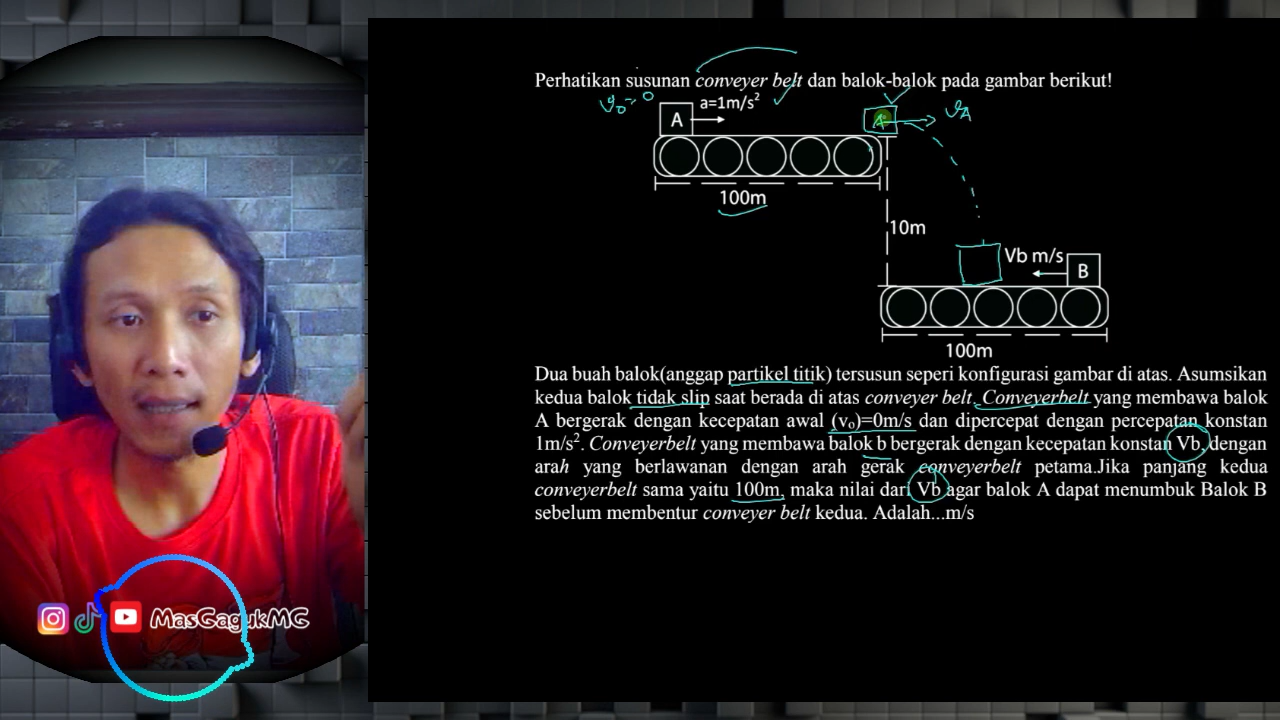 Perhatikan susunan conveyer belt dan balok-balok pada gambar berikut!
v₀ = 0
A
a=1m/s²
A
vA
100m
10m
Vb m/s
B
100m
Dua buah balok(anggap partikel titik) tersusun seperi konfigurasi gambar di atas. Asumsikan
kedua balok tidak slip saat berada di atas conveyer belt. Conveyerbelt yang membawa balok
A bergerak dengan kecepatan awal (v₀)=0m/s dan dipercepat dengan percepatan konstan
1m/s². Conveyerbelt yang membawa balok b bergerak dengan kecepatan konstan Vb, dengan
arah yang berlawanan dengan arah gerak conveyerbelt petama.Jika panjang kedua
conveyerbelt sama yaitu 100m, maka nilai dari Vb agar balok A dapat menumbuk Balok B
sebelum membentur conveyer belt kedua. Adalah...m/s
MasGagukMG